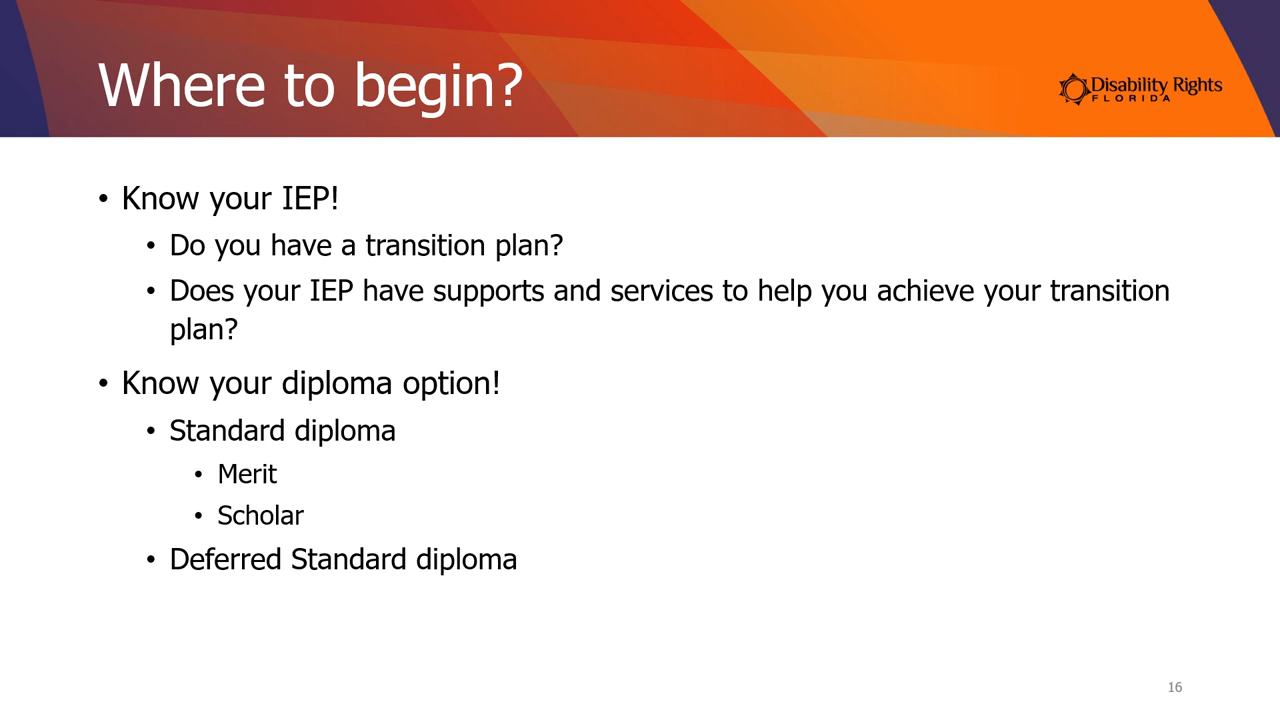 Where to begin?
Disability Rights
FLORIDA
• Know your IEP!
• Do you have a transition plan?
• Does your IEP have supports and services to help you achieve your transition
plan?
• Know your diploma option!
• Standard diploma
• Merit
• Scholar
• Deferred Standard diploma
16